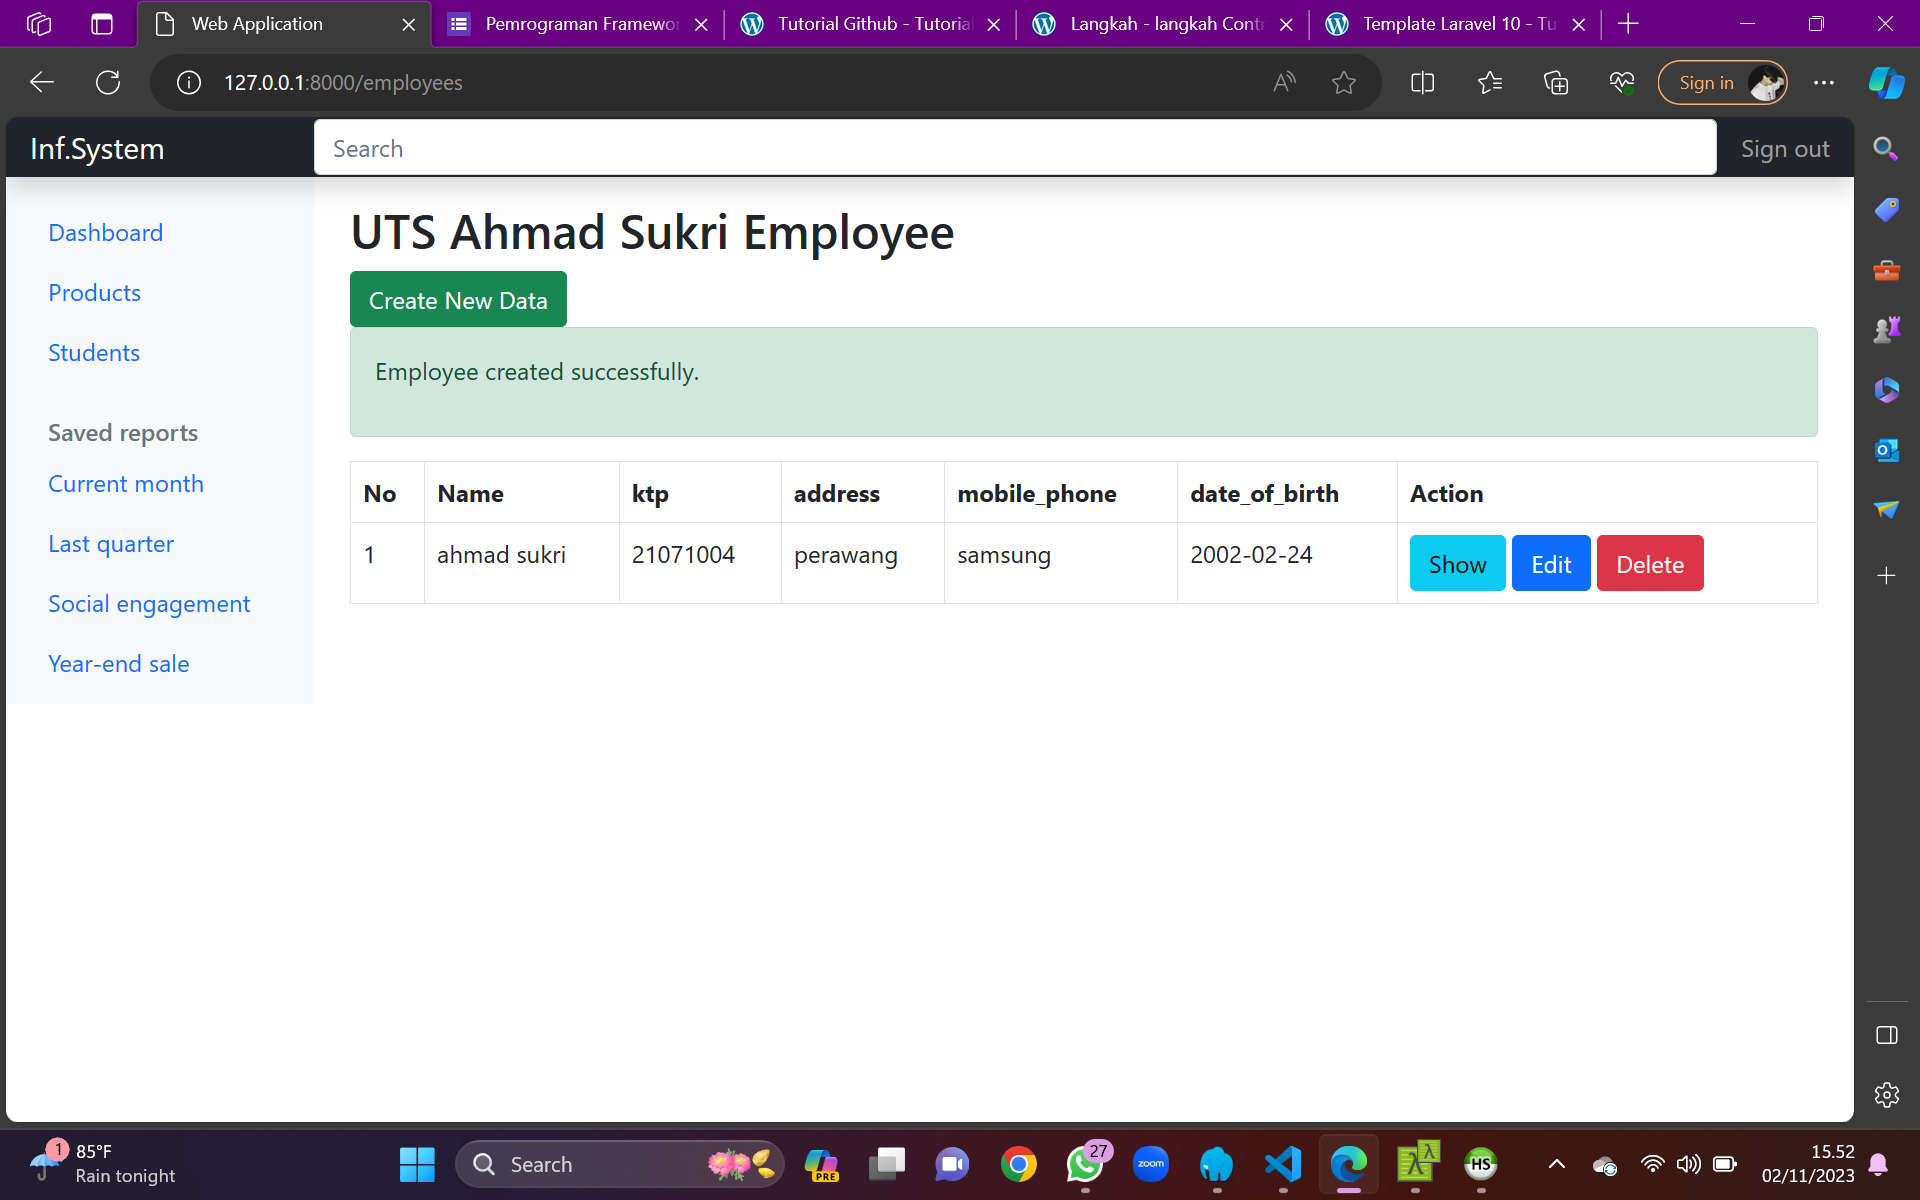 Web Application
Pemrograman Framewor
Tutorial Github - Tutorial
Langkah - langkah Contr
Template Laravel 10 - Tu
127.0.0.1:8000/employees
Sign in
Inf.System
Search
Sign out
Dashboard
Products
Students
Saved reports
Current month
Last quarter
Social engagement
Year-end sale
UTS Ahmad Sukri Employee
Create New Data
Employee created successfully.
No Name ktp address mobile_phone date_of_birth Action
1 ahmad sukri 21071004 perawang samsung 2002-02-24 Show Edit Delete
1
85°F
Rain tonight
Search
PRE
27
zoom
HS
15.52
02/11/2023